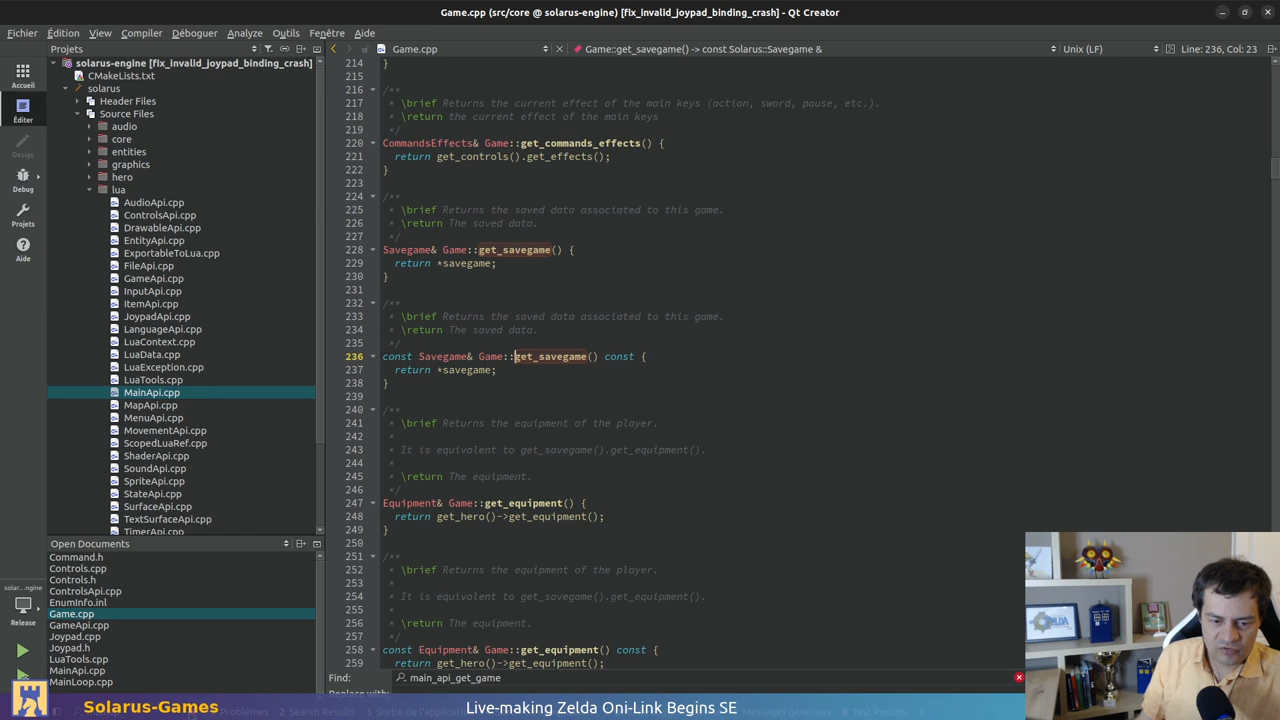 Game.cpp (src/core @ solarus-engine) [fix_invalid_joypad_binding_crash] - Qt Creator
Fichier Édition View Compiler Déboguer Analyze Outils Fenêtre Aide
Projets
Game.cpp
Game::get_savegame() -> const Solarus::Savegame &
Unix (LF)
Line: 236, Col: 23
Accueil
Éditer
Design
Debug
Projets
Aide
solar...ngine
Release
solarus-engine [fix_invalid_joypad_binding_crash]
CMakeLists.txt
solarus
Header Files
Source Files
audio
core
entities
graphics
hero
lua
AudioApi.cpp
ControlsApi.cpp
DrawableApi.cpp
EntityApi.cpp
ExportableToLua.cpp
FileApi.cpp
GameApi.cpp
InputApi.cpp
ItemApi.cpp
JoypadApi.cpp
LanguageApi.cpp
LuaContext.cpp
LuaData.cpp
LuaException.cpp
LuaTools.cpp
MainApi.cpp
MapApi.cpp
MenuApi.cpp
MovementApi.cpp
ScopedLuaRef.cpp
ShaderApi.cpp
SoundApi.cpp
SpriteApi.cpp
StateApi.cpp
SurfaceApi.cpp
TextSurfaceApi.cpp
TimerApi.cpp
Open Documents
Command.h
Controls.cpp
Controls.h
ControlsApi.cpp
EnumInfo.inl
Game.cpp
GameApi.cpp
Joypad.cpp
Joypad.h
LuaTools.cpp
MainApi.cpp
MainLoop.cpp
214 }
215
216 /**
217 * \brief Returns the current effect of the main keys (action, sword, pause, etc.).
218 * \return the current effect of the main keys
219 */
220 CommandsEffects& Game::get_commands_effects() {
221 return get_controls().get_effects();
222 }
223
224 /**
225 * \brief Returns the saved data associated to this game.
226 * \return The saved data.
227 */
228 Savegame& Game::get_savegame() {
229 return *savegame;
230 }
231
232 /**
233 * \brief Returns the saved data associated to this game.
234 * \return The saved data.
235 */
236 const Savegame& Game::get_savegame() const {
237 return *savegame;
238 }
239
240 /**
241 * \brief Returns the equipment of the player.
242 *
243 * It is equivalent to get_savegame().get_equipment().
244 *
245 * \return The equipment.
246 */
247 Equipment& Game::get_equipment() {
248 return get_hero()->get_equipment();
249 }
250
251 /**
252 * \brief Returns the equipment of the player.
253 *
254 * It is equivalent to get_savegame().get_equipment().
255 *
256 * \return The equipment.
257 */
258 const Equipment& Game::get_equipment() const {
259 return get_hero()->get_equipment();
Find: main_api_get_game
Replace with:
Solarus-Games
Live-making Zelda Oni-Link Begins SE